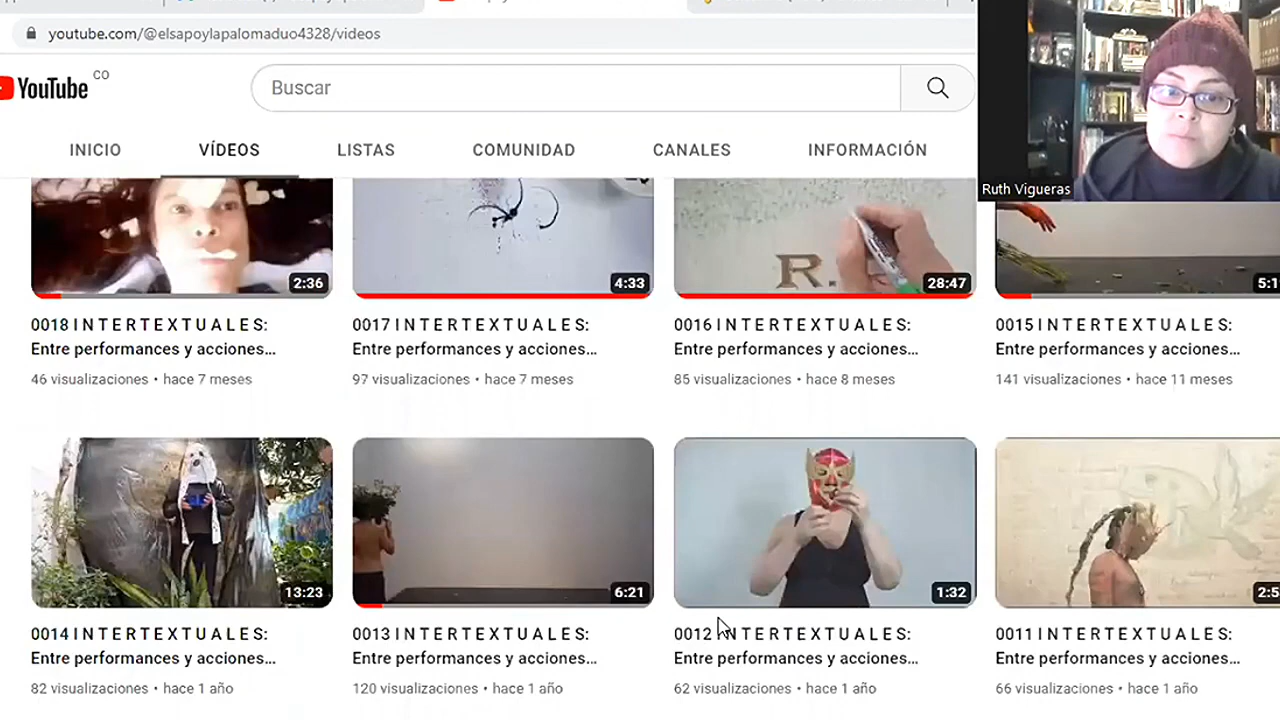 youtube.com/@elsapoylapalomaduo4328/videos
YouTube CO
Buscar
INICIO VÍDEOS LISTAS COMUNIDAD CANALES INFORMACIÓN
Ruth Vigueras
R.
2:36 4:33 28:47
0018 I N T E R T E X T U A L E S: 0017 I N T E R T E X T U A L E S: 0016 I N T E R T E X T U A L E S: 0015 I N T E R T E X T U A L E S:
Entre performances y acciones... Entre performances y acciones... Entre performances y acciones... Entre performances y acciones...
46 visualizaciones • hace 7 meses 97 visualizaciones • hace 7 meses 85 visualizaciones • hace 8 meses 141 visualizaciones • hace 11 meses
13:23 6:21 1:32
0014 I N T E R T E X T U A L E S: 0013 I N T E R T E X T U A L E S: 0012 I N T E R T E X T U A L E S: 0011 I N T E R T E X T U A L E S:
Entre performances y acciones... Entre performances y acciones... Entre performances y acciones... Entre performances y acciones...
82 visualizaciones • hace 1 año 120 visualizaciones • hace 1 año 62 visualizaciones • hace 1 año 66 visualizaciones • hace 1 año